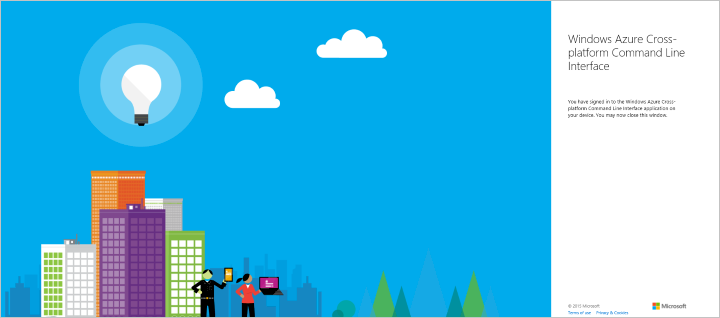 Windows Azure Cross-
platform Command Line
Interface
You have signed in to the Windows Azure Cross-
platform Command Line Interface application on
your device. You may now close this window.
© 2015 Microsoft
Terms of use Privacy & Cookies
Microsoft